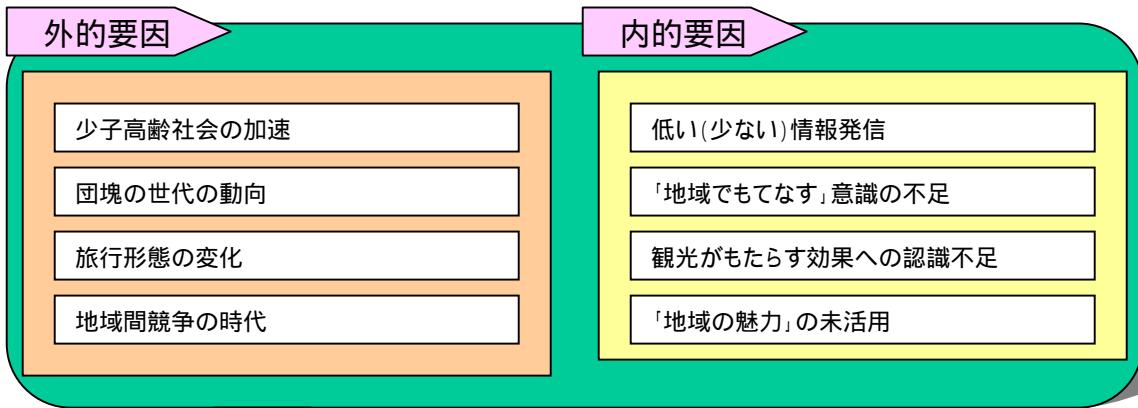 外的要因
少子高齢社会の加速
団塊の世代の動向
旅行形態の変化
地域間競争の時代
内的要因
低い(少ない)情報発信
「地域でもてなす」意識の不足
観光がもたらす効果への認識不足
「地域の魅力」の未活用